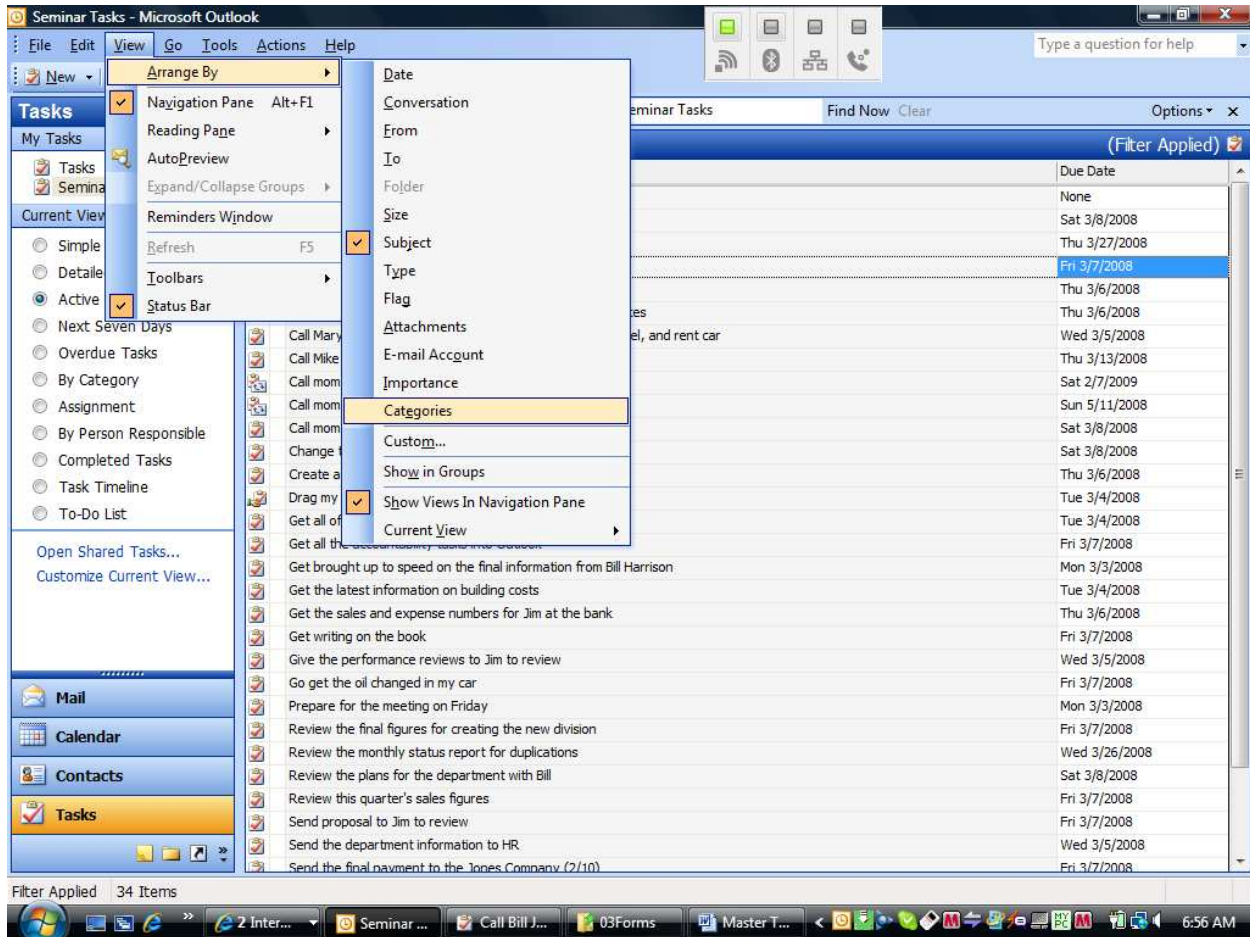 Seminar Tasks - Microsoft Outlook
File Edit View Go Tools Actions Help
Type a question for help
New
Arrange By
Navigation Pane Alt+F1
Reading Pane
AutoPreview
Expand/Collapse Groups
Reminders Window
Refresh F5
Toolbars
Status Bar
Date
Conversation
From
To
Folder
Size
Subject
Type
Flag
Attachments
E-mail Account
Importance
Categories
Custom...
Show in Groups
Show Views In Navigation Pane
Current View
eminar Tasks Find Now Clear Options
Tasks
(Filter Applied)
My Tasks
Tasks
Semina
Current View
Simple
Detaile
Active
Next Seven Days
Overdue Tasks
By Category
Assignment
By Person Responsible
Completed Tasks
Task Timeline
To-Do List
Open Shared Tasks...
Customize Current View...
Mail
Calendar
Contacts
Tasks
Due Date
None
Sat 3/8/2008
Thu 3/27/2008
Fri 3/7/2008
Thu 3/6/2008
tes Thu 3/6/2008
Call Mary el, and rent car Wed 3/5/2008
Call Mike Thu 3/13/2008
Call mom Sat 2/7/2009
Call mom Sun 5/11/2008
Call mom Sat 3/8/2008
Change t Sat 3/8/2008
Create a Thu 3/6/2008
Drag my Tue 3/4/2008
Get all of Tue 3/4/2008
Get all the accountability tasks into Outlook Fri 3/7/2008
Get brought up to speed on the final information from Bill Harrison Mon 3/3/2008
Get the latest information on building costs Tue 3/4/2008
Get the sales and expense numbers for Jim at the bank Thu 3/6/2008
Get writing on the book Fri 3/7/2008
Give the performance reviews to Jim to review Wed 3/5/2008
Go get the oil changed in my car Fri 3/7/2008
Prepare for the meeting on Friday Mon 3/3/2008
Review the final figures for creating the new division Fri 3/7/2008
Review the monthly status report for duplications Wed 3/26/2008
Review the plans for the department with Bill Sat 3/8/2008
Review this quarter's sales figures Fri 3/7/2008
Send proposal to Jim to review Fri 3/7/2008
Send the department information to HR Wed 3/5/2008
Send the final payment to the Jones Company (2/10) Fri 3/7/2008
Filter Applied 34 Items
2 Inter... Seminar ... Call Bill J... 03Forms Master T... 6:56 AM